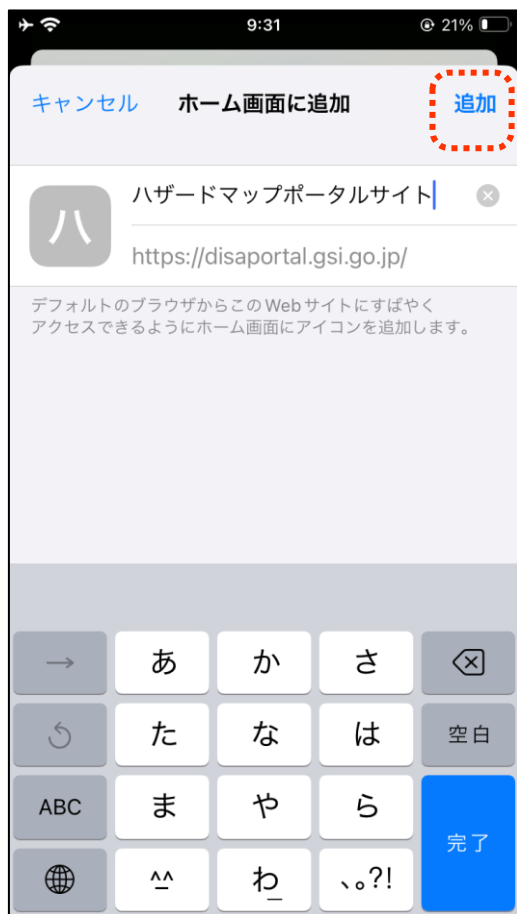 9:31
21%
キャンセル ホーム画面に追加 追加
ハ
ハザードマップポータルサイト
https://disaportal.gsi.go.jp/
デフォルトのブラウザからこのWebサイトにすばやく
アクセスできるようにホーム画面にアイコンを追加します。
→ あ か さ
た な は 空白
ABC ま や ら
完了
^^ わ_ 、。?!